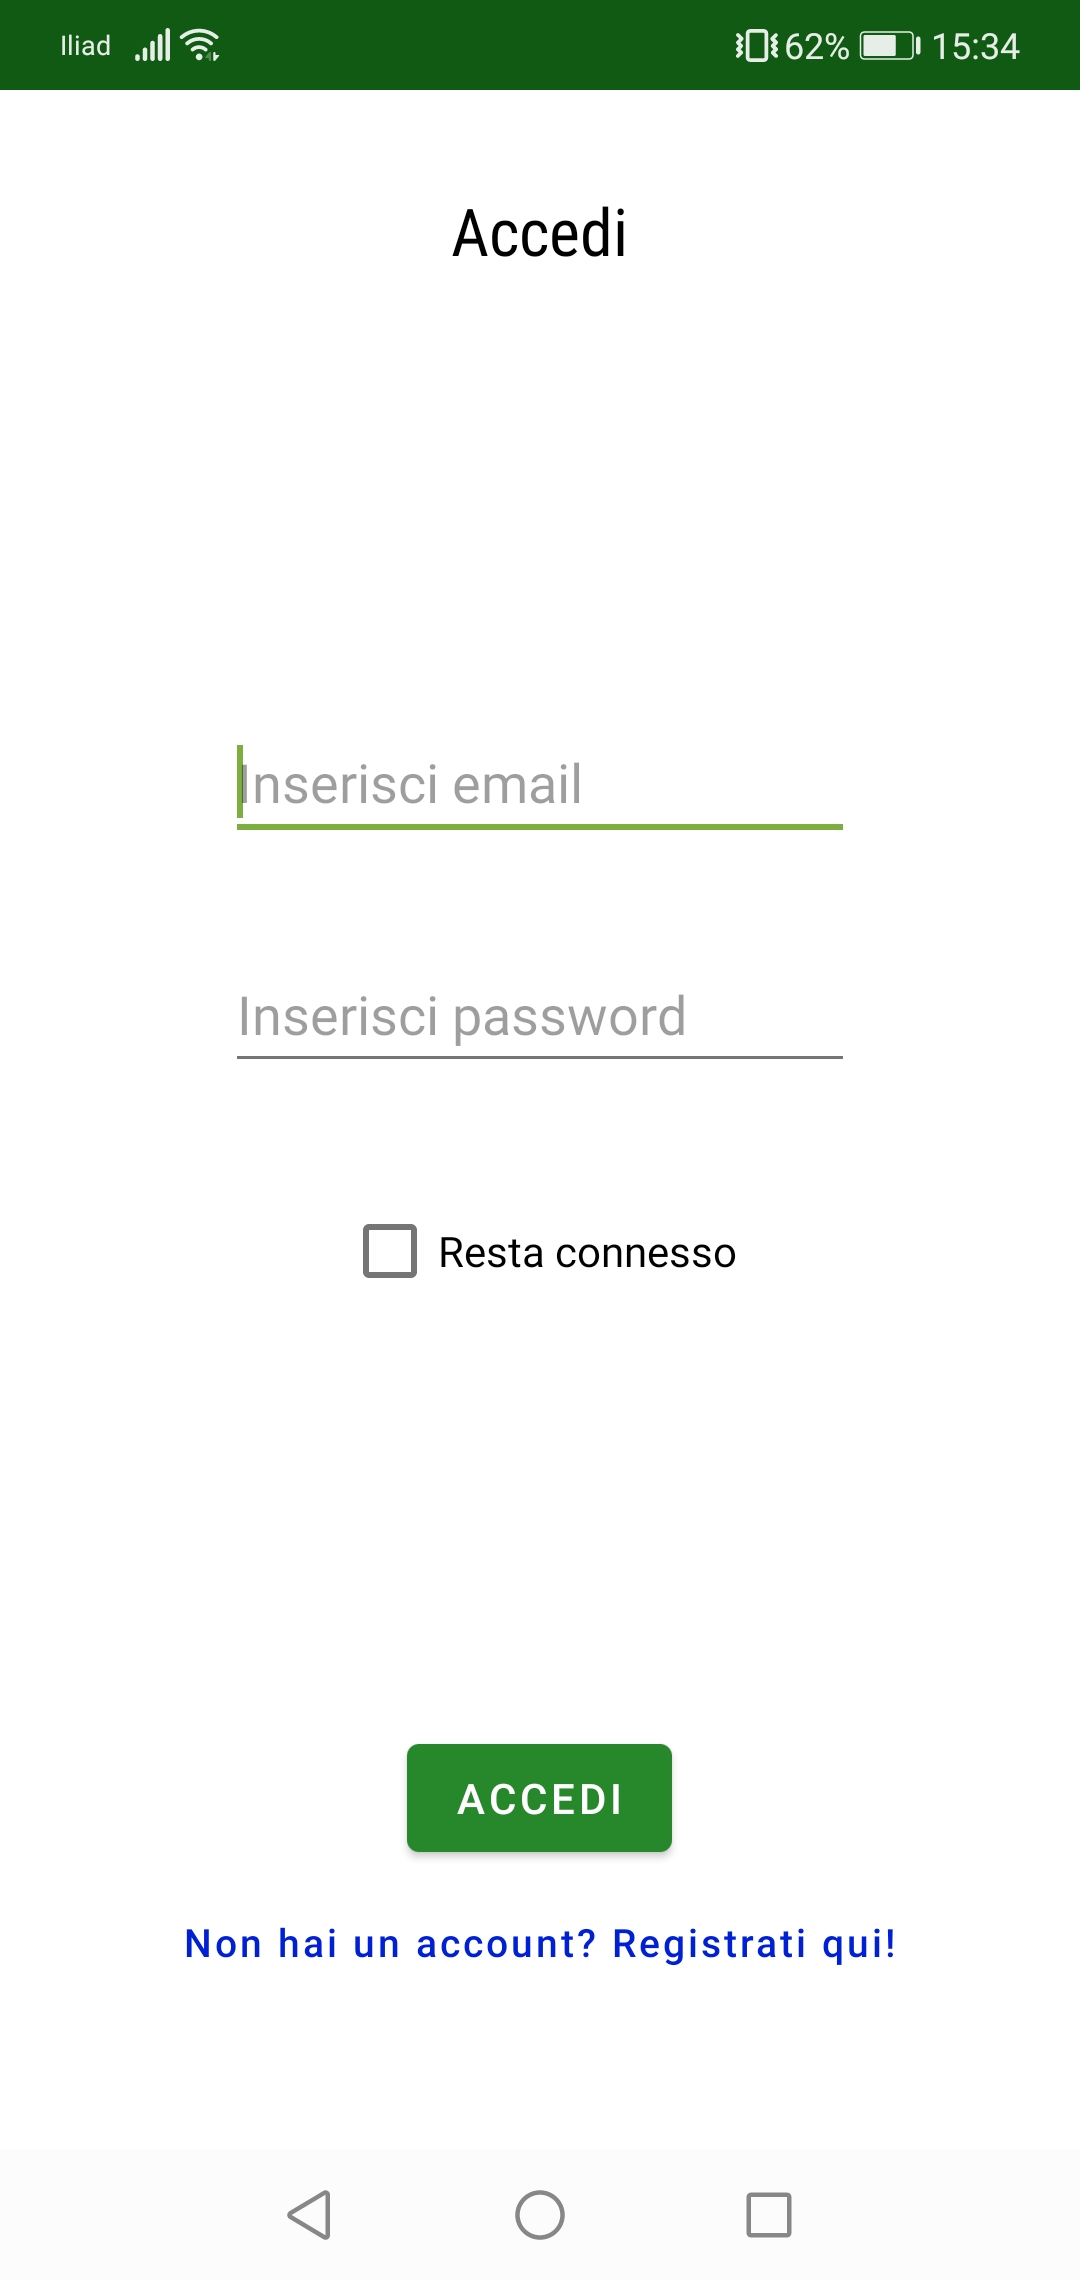 Iliad 62% 15:34
Accedi
Inserisci email
Inserisci password
Resta connesso
ACCEDI
Non hai un account? Registrati qui!